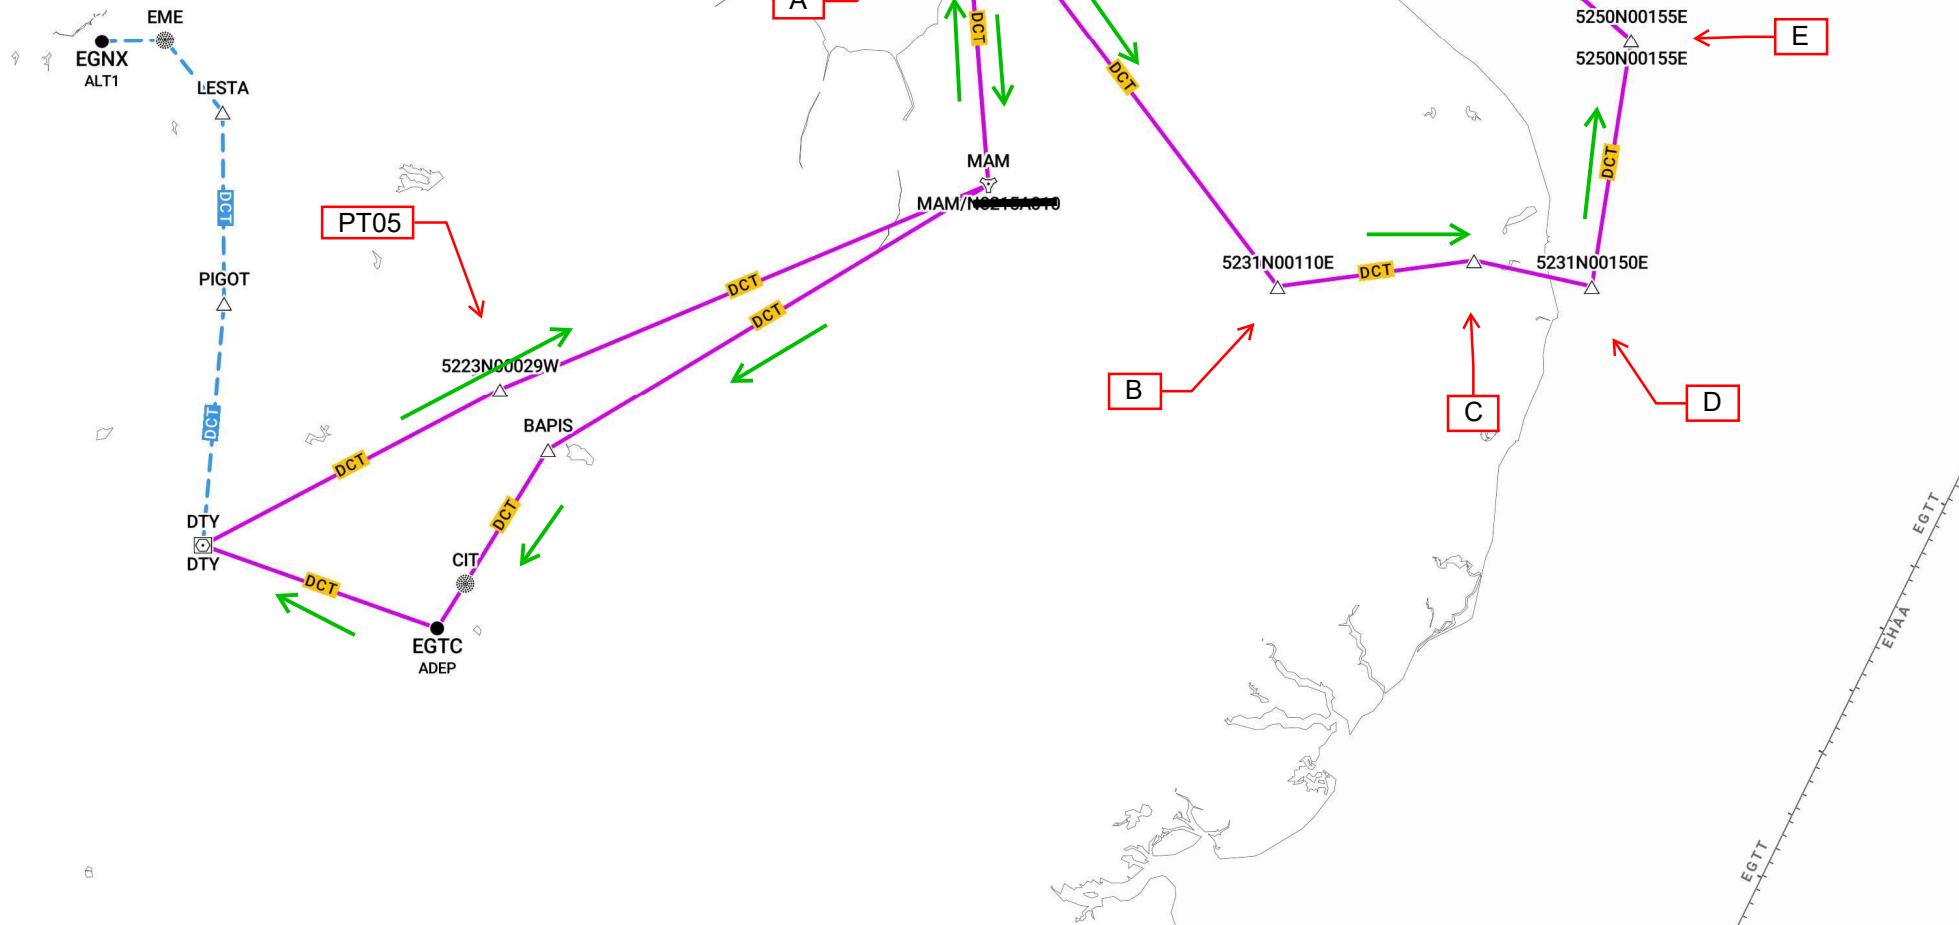 A
EME
EGNX
ALT1
LESTA
DCT
5250N00155E
E
5250N00155E
DCT
DCT
MAM
MAM/
DCT
PT05
PIGOT
DCT
DCT
DCT
5231N00110E
DCT
5231N00150E
5223N00029W
B
C
D
BAPIS
DCT
DCT
DCT
DTY
DTY
DCT
CIT
EGTC
ADEP
EGTT
EHAA
EGTT